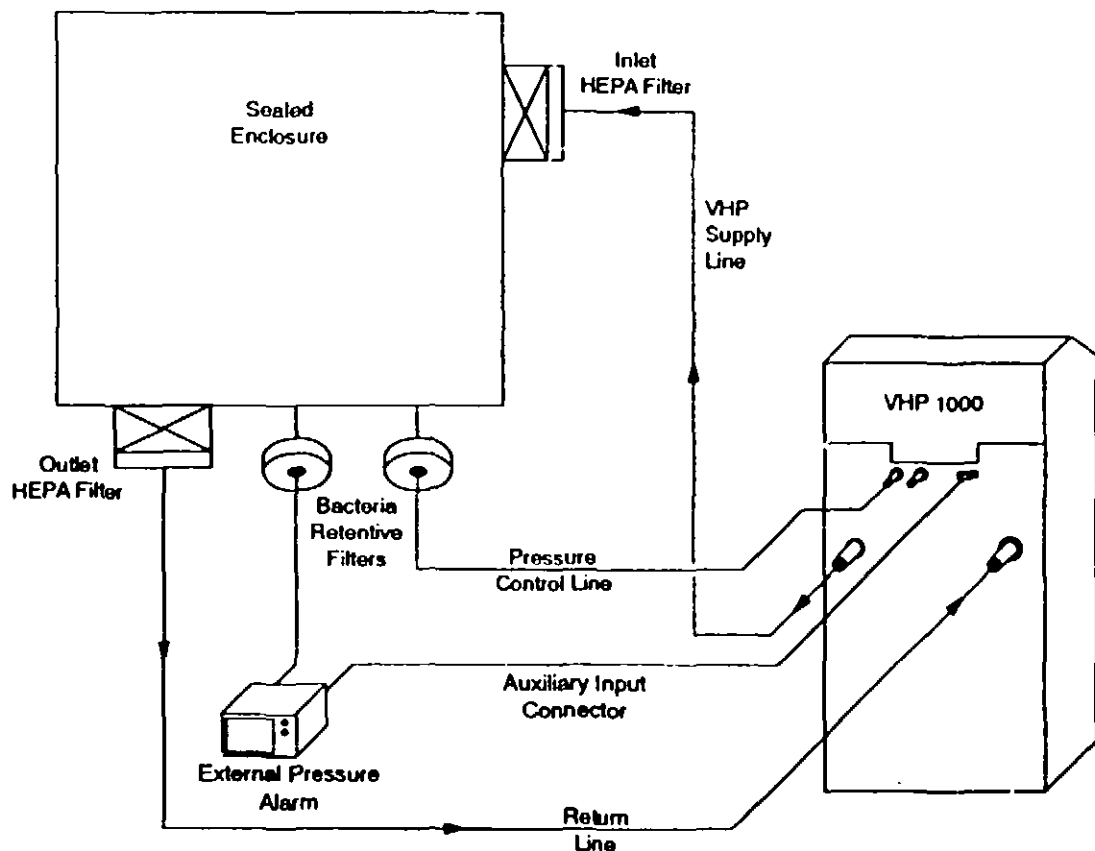 Inlet
HEPA Filter
Sealed
Enclosure
VHP
Supply
Line
VHP 1000
Outlet
HEPA Filter
Bacteria
Retentive
Filters
Pressure
Control Line
Auxiliary Input
Connector
External Pressure
Alarm
Return
Line